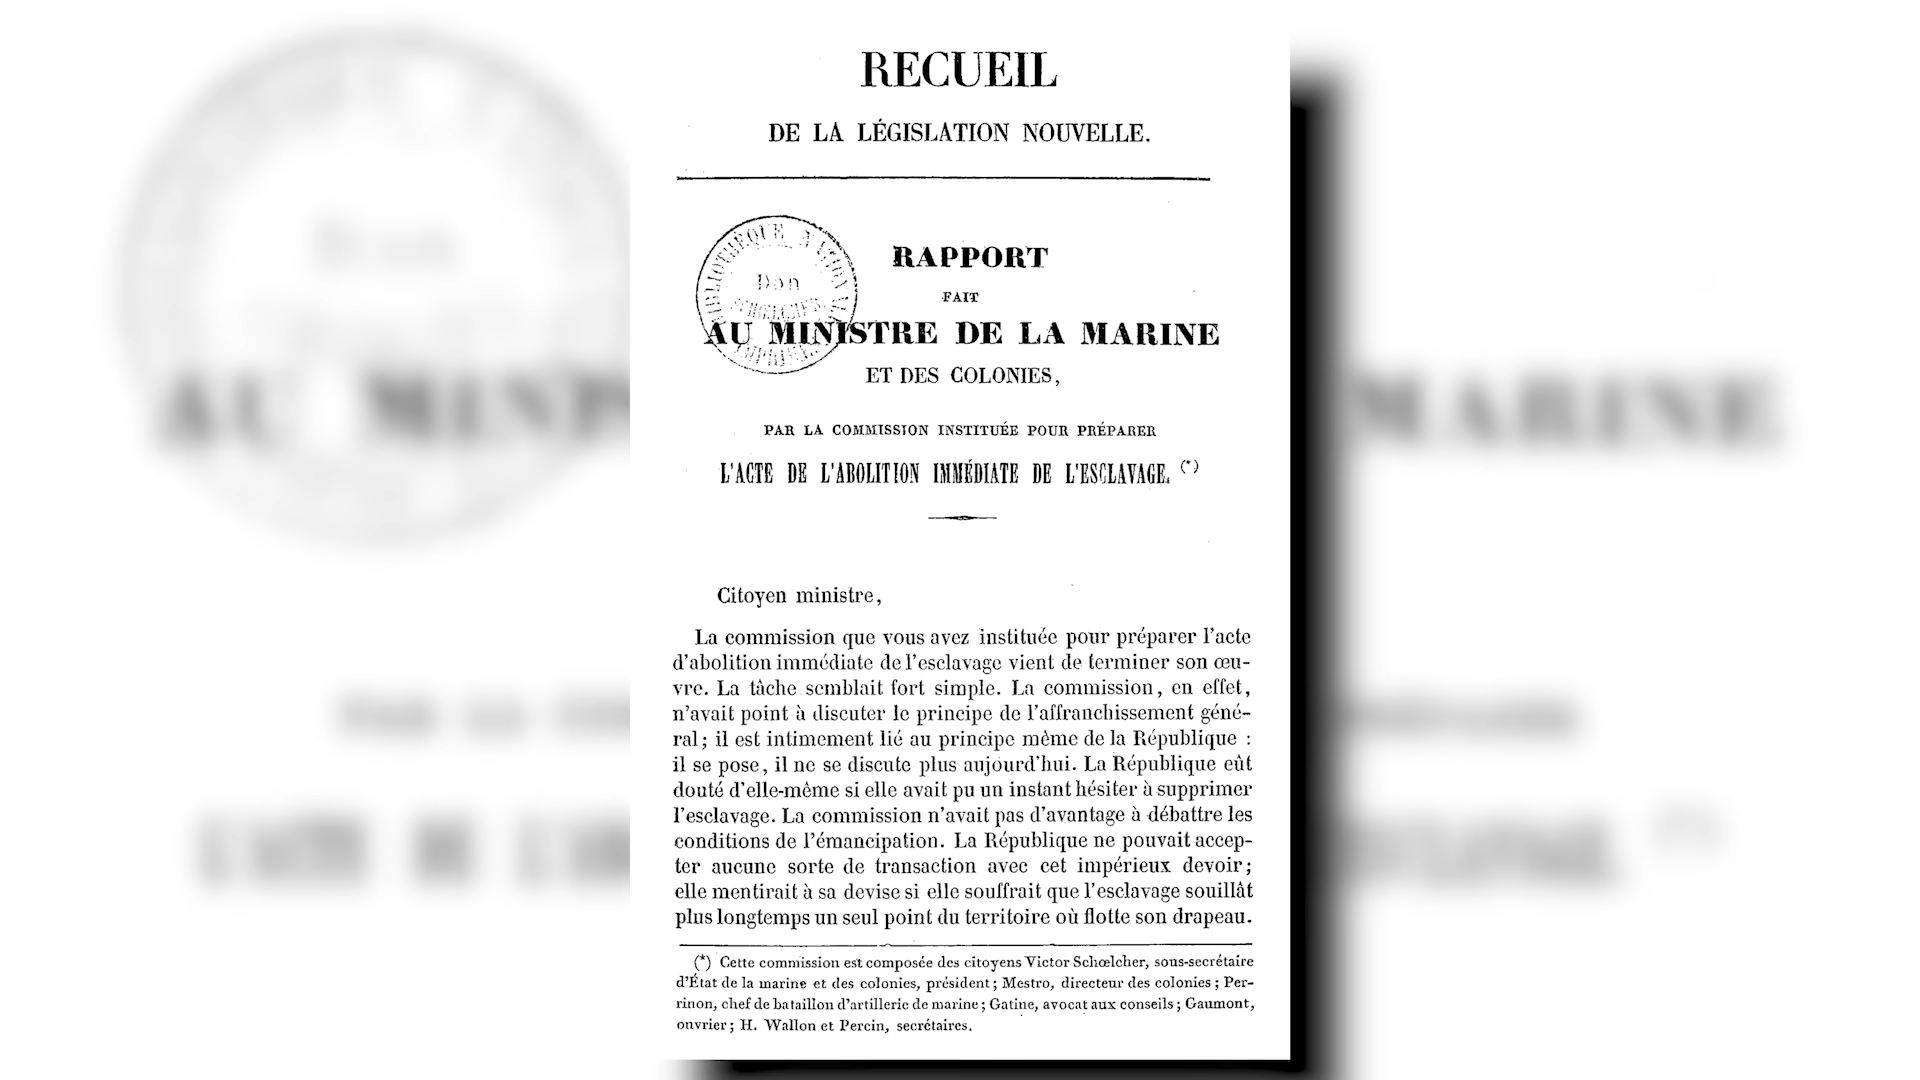 RECUEIL
DE LA LÉGISLATION NOUVELLE.
BIBLIOTHÈQUE NATIONALE
Don
SCHŒLCHER
IMPRIMÉS
RAPPORT
FAIT
AU MINISTRE DE LA MARINE
ET DES COLONIES,
PAR LA COMMISSION INSTITUÉE POUR PRÉPARER
L'ACTE DE L'ABOLITION IMMÉDIATE DE L'ESCLAVAGE. (*)
Citoyen ministre,
La commission que vous avez instituée pour préparer l'acte
d'abolition immédiate de l'esclavage vient de terminer son œu-
vre. La tâche semblait fort simple. La commission, en effet,
n'avait point à discuter le principe de l'affranchissement géné-
ral; il est intimement lié au principe même de la République :
il se pose, il ne se discute plus aujourd'hui. La République eût
douté d'elle-même si elle avait pu un instant hésiter à supprimer
l'esclavage. La commission n'avait pas d'avantage à débattre les
conditions de l'émancipation. La République ne pouvait accep-
ter aucune sorte de transaction avec cet impérieux devoir;
elle mentirait à sa devise si elle souffrait que l'esclavage souillât
plus longtemps un seul point du territoire où flotte son drapeau.
(*) Cette commission est composée des citoyens Victor Schœlcher, sous-secrétaire
d'État de la marine et des colonies, président; Mestro, directeur des colonies; Per-
rinon, chef de bataillon d'artillerie de marine; Gatine, avocat aux conseils; Gaumont,
ouvrier; H. Wallon et Percin, secrétaires.